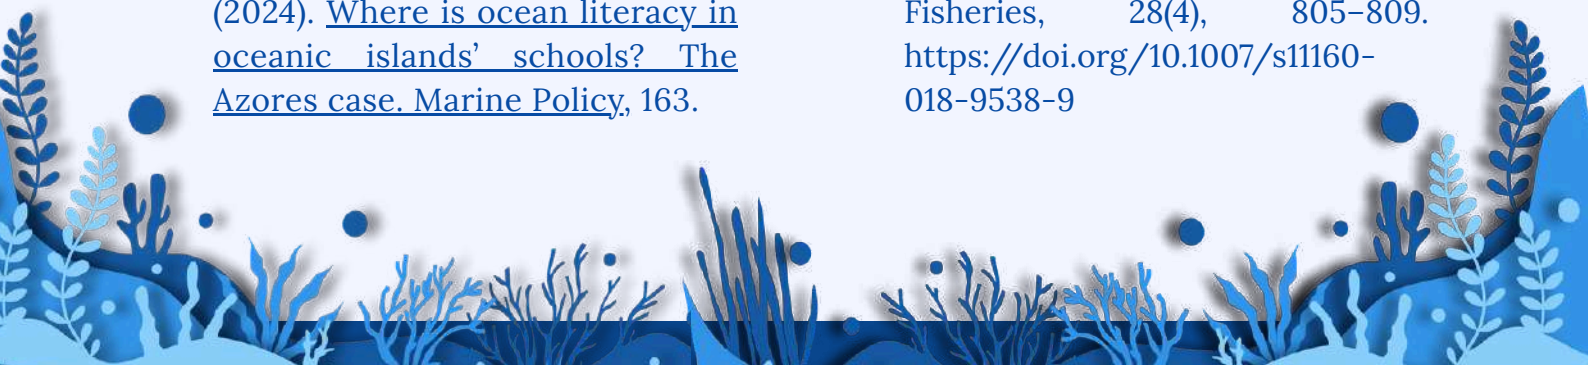 (2024). Where is ocean literacy in
oceanic islands’ schools? The
Azores case. Marine Policy, 163.
Fisheries, 28(4), 805–809.
https://doi.org/10.1007/s11160-
018-9538-9